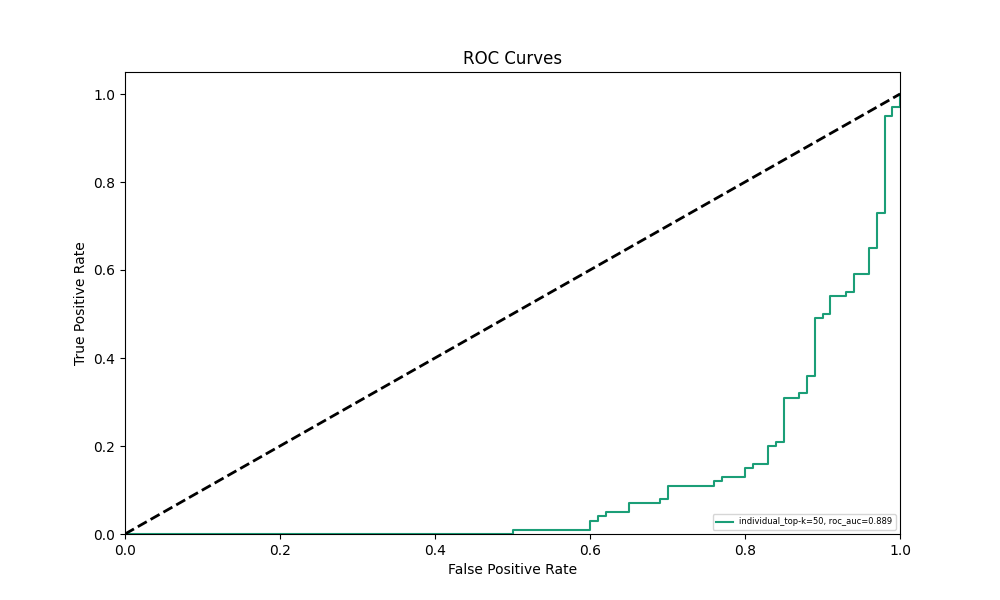 ROC Curves
True Positive Rate
1.0
0.8
0.6
0.4
0.2
0.0
0.0 0.2 0.4 0.6 0.8 1.0
False Positive Rate
individual_top-k=50, roc_auc=0.889